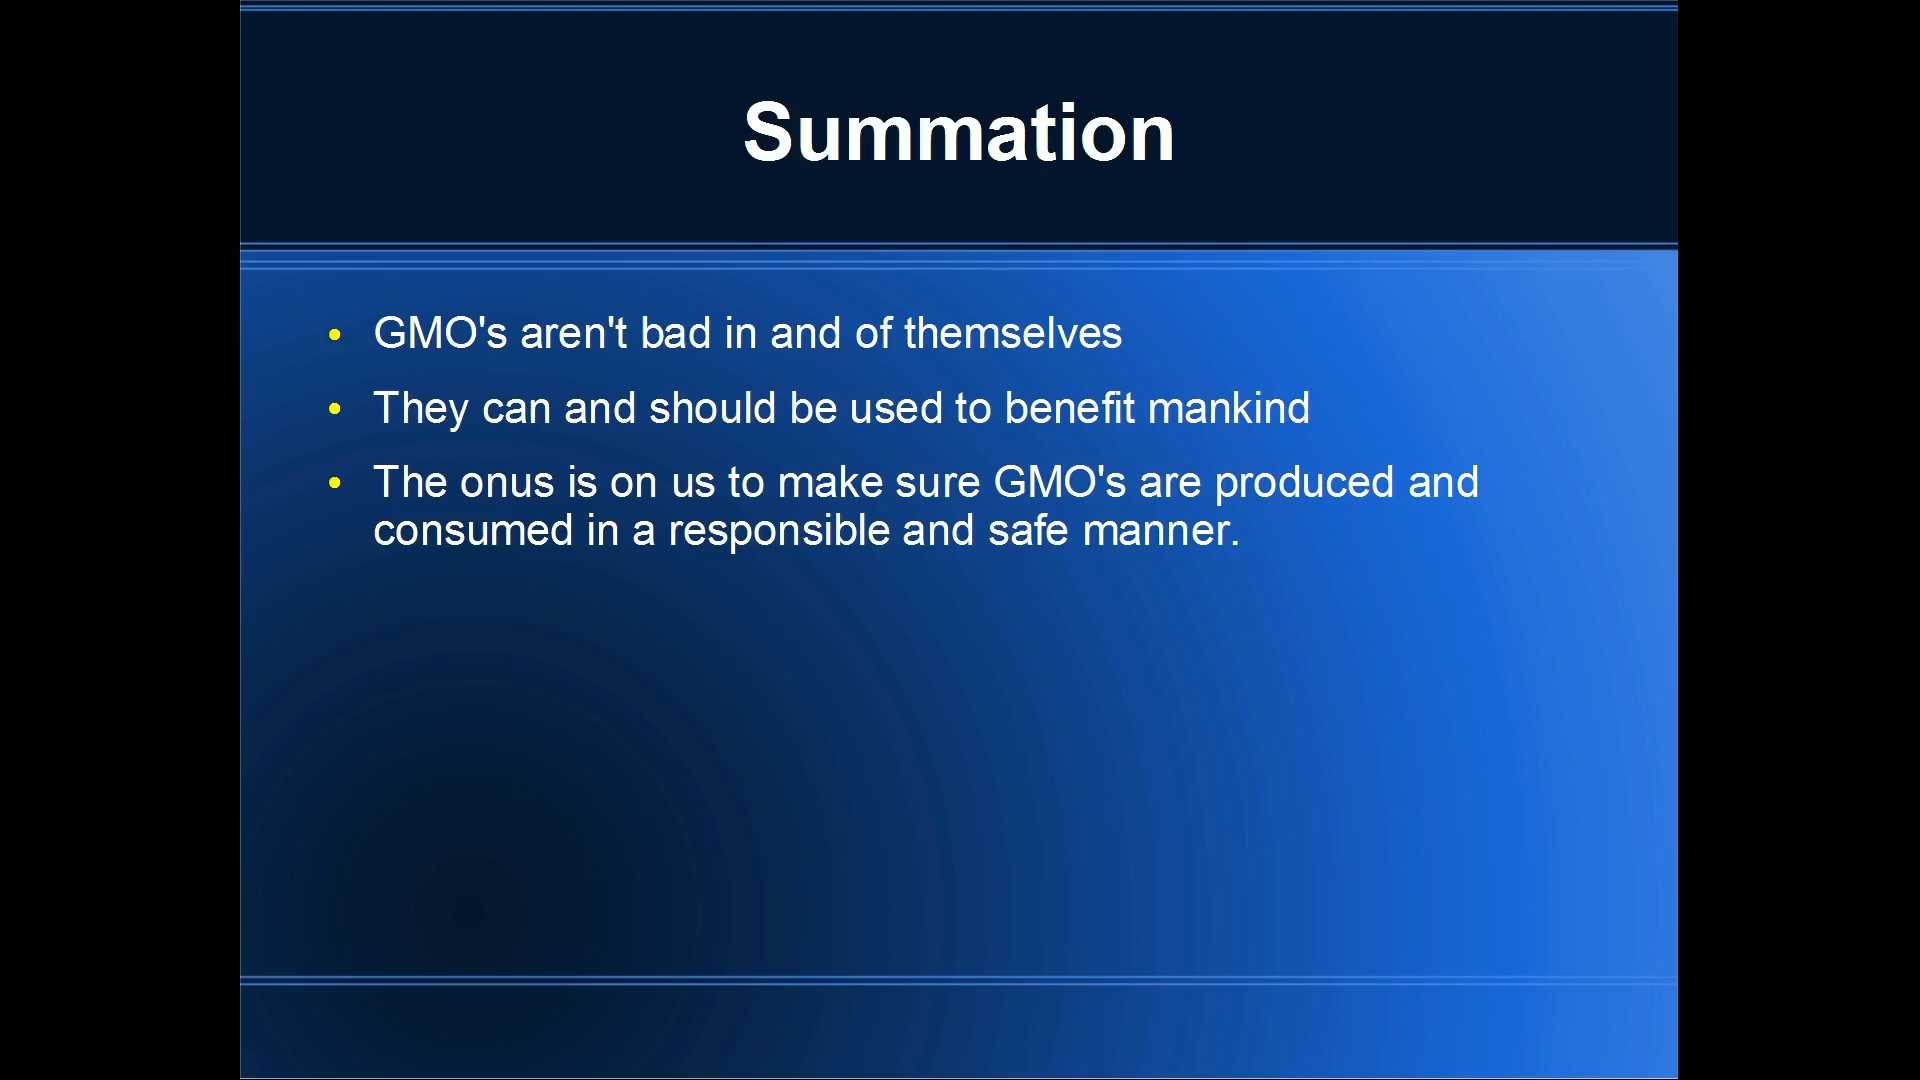 Summation
• GMO's aren't bad in and of themselves
• They can and should be used to benefit mankind
• The onus is on us to make sure GMO's are produced and
consumed in a responsible and safe manner.